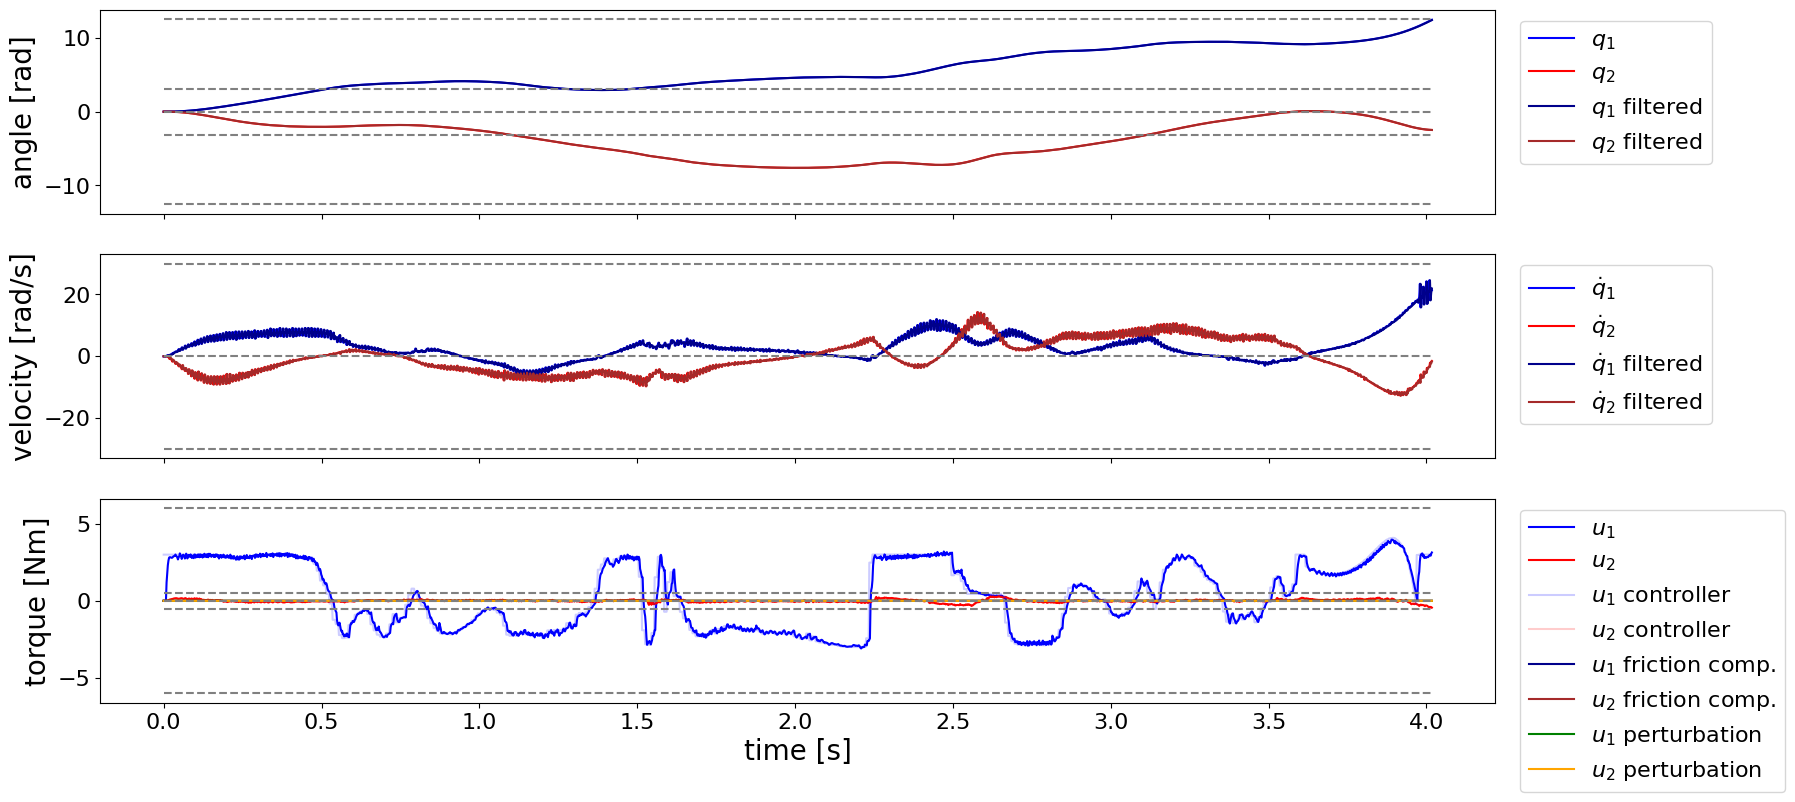 angle [rad]
10
0
−10
q₁
q₂
q₁ filtered
q₂ filtered
velocity [rad/s]
20
0
−20
q̇₁
q̇₂
q̇₁ filtered
q̇₂ filtered
torque [Nm]
5
0
−5
0.0 0.5 1.0 1.5 2.0 2.5 3.0 3.5 4.0
time [s]
u₁
u₂
u₁ controller
u₂ controller
u₁ friction comp.
u₂ friction comp.
u₁ perturbation
u₂ perturbation